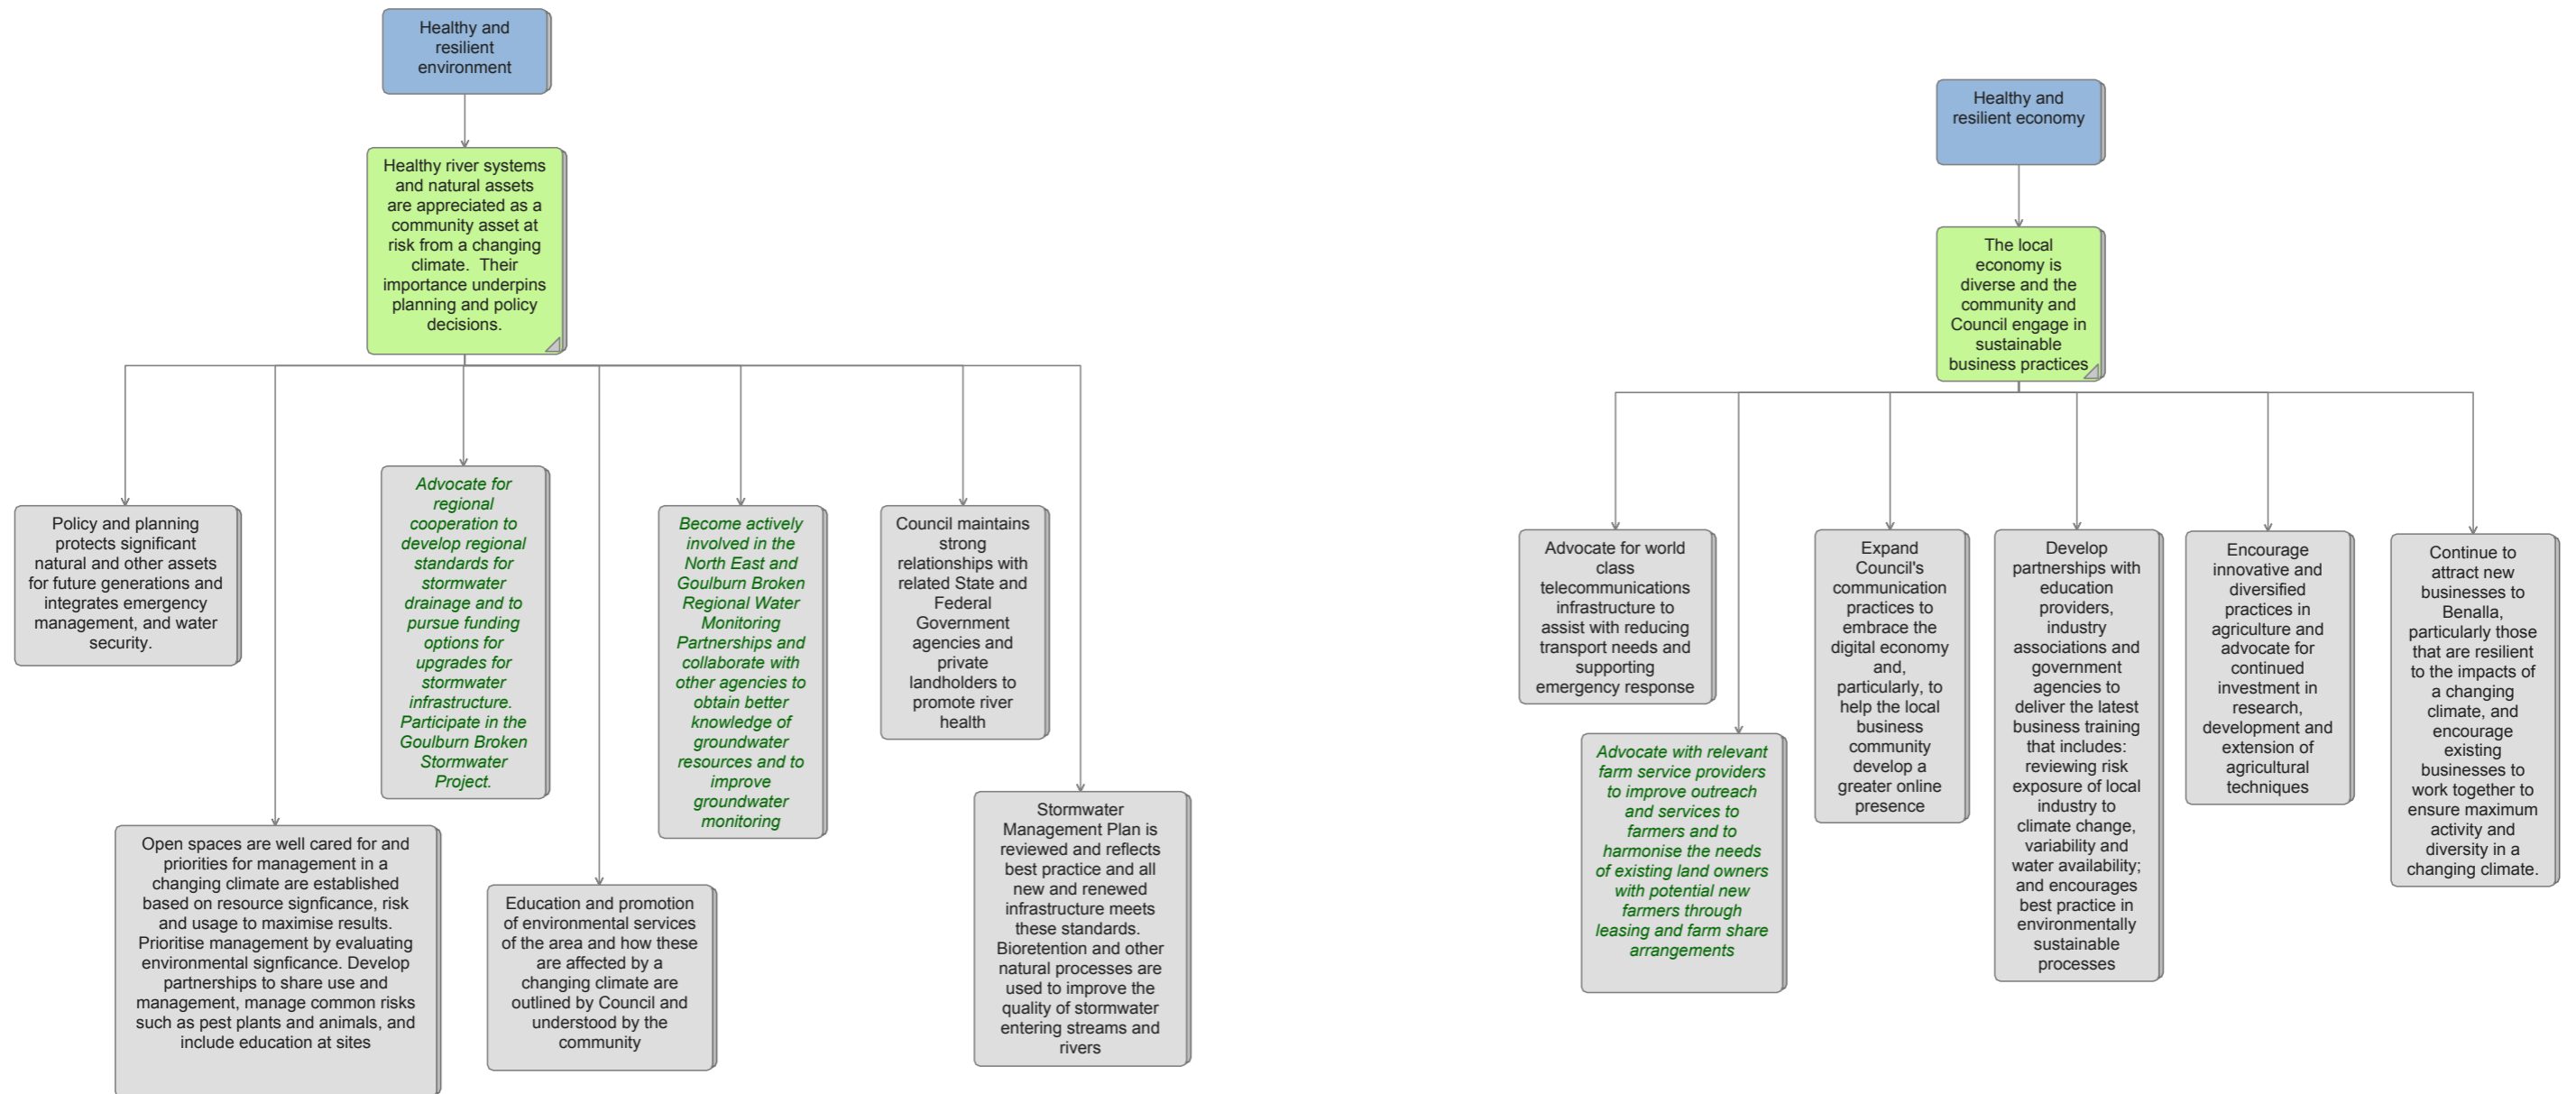 Healthy and
resilient
environment
Healthy river systems
and natural assets
are appreciated as a
community asset at
risk from a changing
climate.  Their
importance underpins
planning and policy
decisions.
Policy and planning
protects significant
natural and other assets
for future generations and
integrates emergency
management, and water
security.
Open spaces are well cared for and
priorities for management in a
changing climate are established
based on resource signficance, risk
and usage to maximise results.
Prioritise management by evaluating
environmental signficance. Develop
partnerships to share use and
management, manage common risks
such as pest plants and animals, and
include education at sites
Advocate for
regional
cooperation to
develop regional
standards for
stormwater
drainage and to
pursue funding
options for
upgrades for
stormwater
infrastructure.
Participate in the
Goulburn Broken
Stormwater
Project.
Education and promotion
of environmental services
of the area and how these
are affected by a
changing climate are
outlined by Council and
understood by the
community
Become actively
involved in the
North East and
Goulburn Broken
Regional Water
Monitoring
Partnerships and
collaborate with
other agencies to
obtain better
knowledge of
groundwater
resources and to
improve
groundwater
monitoring
Council maintains
strong
relationships with
related State and
Federal
Government
agencies and
private
landholders to
promote river
health
Stormwater
Management Plan is
reviewed and reflects
best practice and all
new and renewed
infrastructure meets
these standards.
Bioretention and other
natural processes are
used to improve the
quality of stormwater
entering streams and
rivers
Healthy and
resilient economy
The local
economy is
diverse and the
community and
Council engage in
sustainable
business practices
Advocate for world
class
telecommunications
infrastructure to
assist with reducing
transport needs and
supporting
emergency response
Advocate with relevant
farm service providers
to improve outreach
and services to
farmers and to
harmonise the needs
of existing land owners
with potential new
farmers through
leasing and farm share
arrangements
Expand
Council's
communication
practices to
embrace the
digital economy
and,
particularly, to
help the local
business
community
develop a
greater online
presence
Develop
partnerships with
education
providers,
industry
associations and
government
agencies to
deliver the latest
business training
that includes:
reviewing risk
exposure of local
industry to
climate change,
variability and
water availability;
and encourages
best practice in
environmentally
sustainable
processes
Encourage
innovative and
diversified
practices in
agriculture and
advocate for
continued
investment in
research,
development and
extension of
agricultural
techniques
Continue to
attract new
businesses to
Benalla,
particularly those
that are resilient
to the impacts of
a changing
climate, and
encourage
existing
businesses to
work together to
ensure maximum
activity and
diversity in a
changing climate.